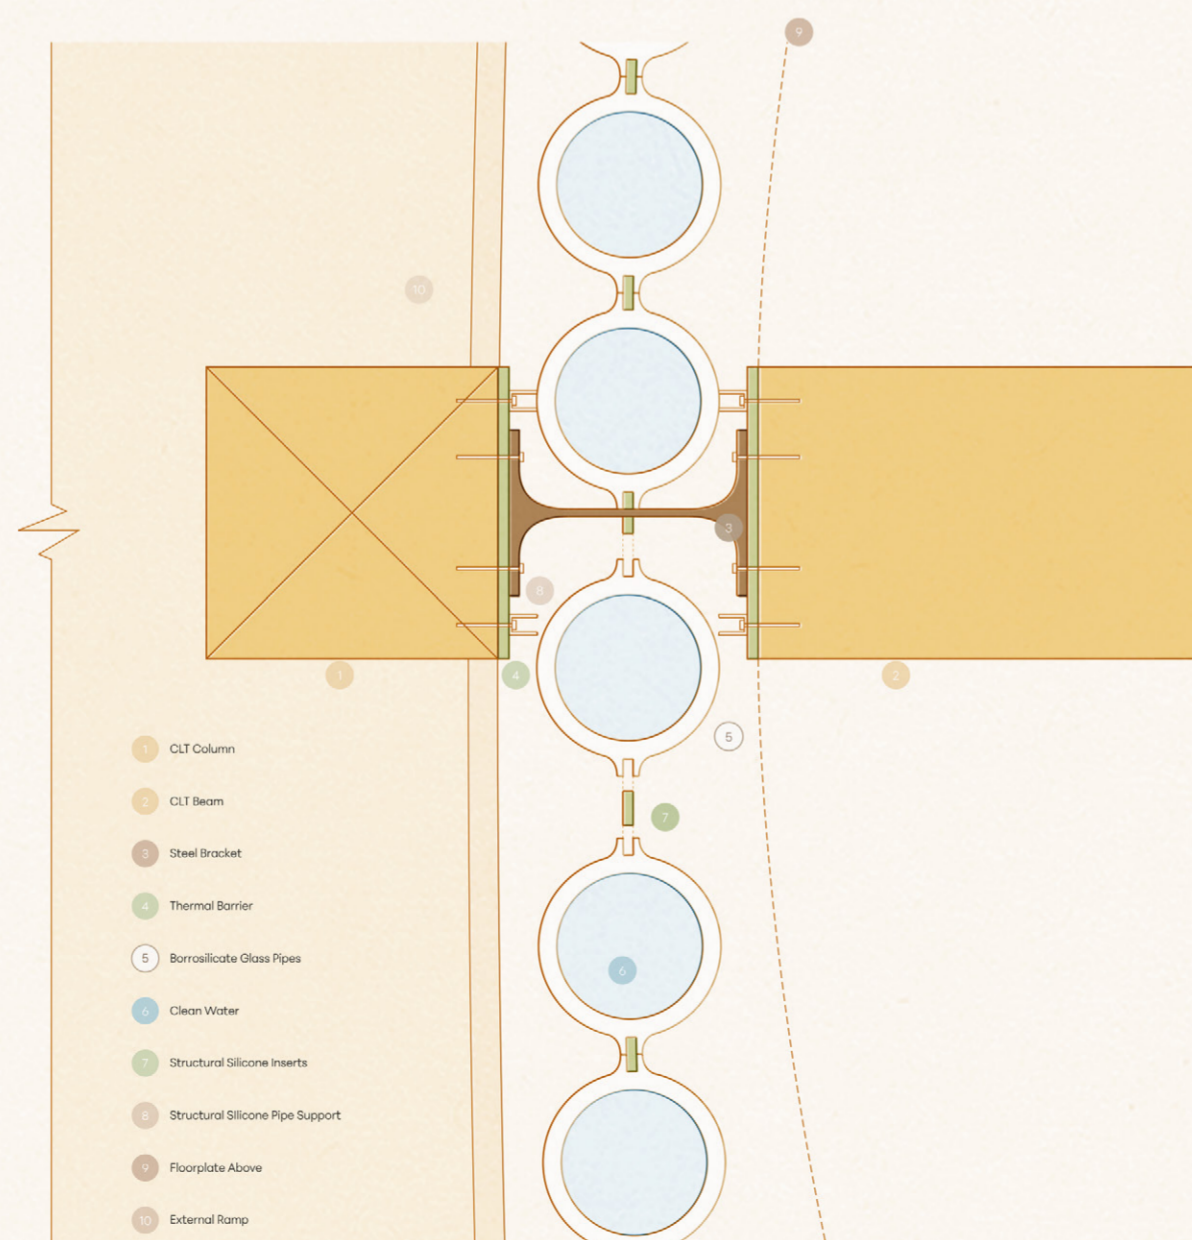 9
10
3
8
1
4
2
5
7
6
1 CLT Column
2 CLT Beam
3 Steel Bracket
4 Thermal Barrier
5 Borrosilicate Glass Pipes
6 Clean Water
7 Structural Silicone Inserts
8 Structural SIlicone Pipe Support
9 Floorplate Above
10 External Ramp